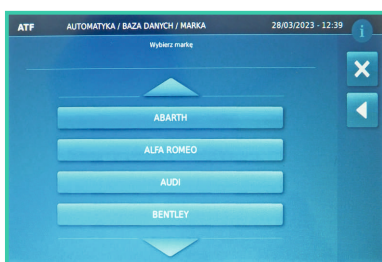 ATF
AUTOMATYKA / BAZA DANYCH / MARKA
28/03/2023 - 12:39
i
Wybierz markę
ABARTH
ALFA ROMEO
AUDI
BENTLEY